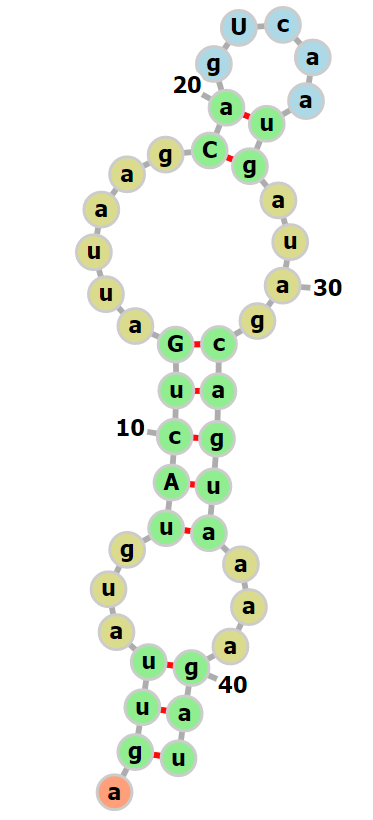 U c
g a
20 a a
u
g C g
a
a a
u u
u a 30
a g
G c
u a
10 c g
A u
u a
g a
u a
a a
u g
40
u a
g u
a